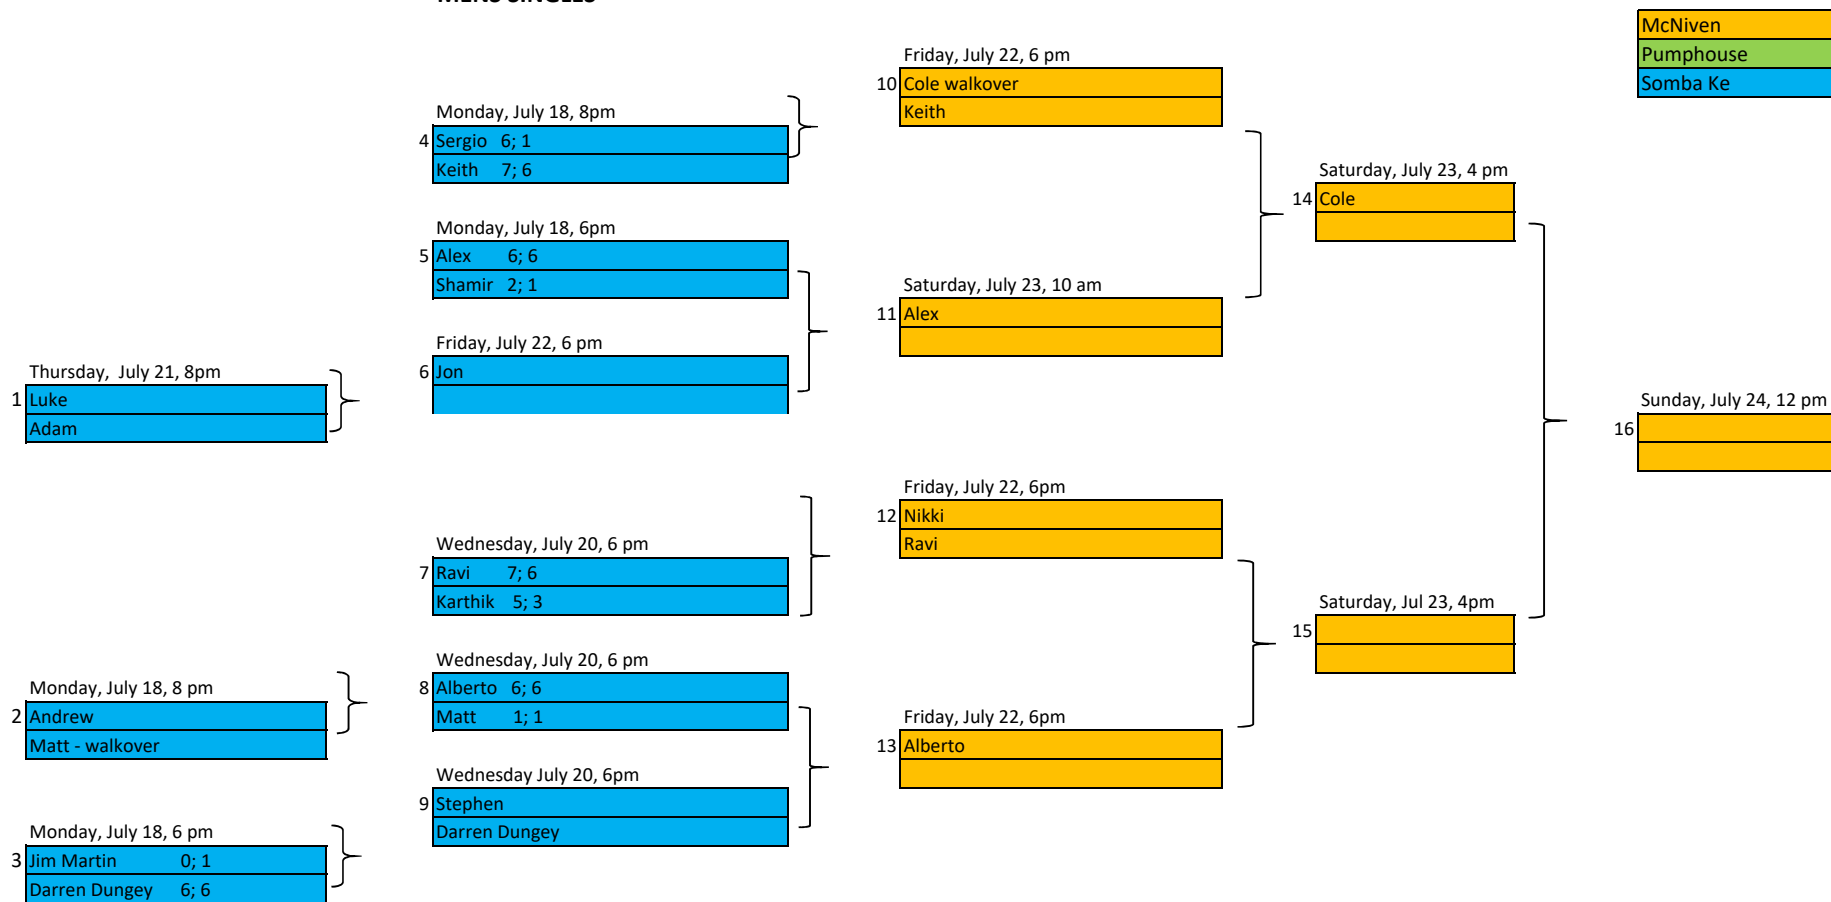 MENS SINGLES
McNiven
Pumphouse
Somba Ke
Friday, July 22, 6 pm
10 Cole walkover
Keith
Monday, July 18, 8pm
4 Sergio 6; 1
Keith 7; 6
Saturday, July 23, 4 pm
14 Cole
Monday, July 18, 6pm
5 Alex 6; 6
Shamir 2; 1
Saturday, July 23, 10 am
11 Alex
Friday, July 22, 6 pm
6 Jon
Thursday, July 21, 8pm
1 Luke
Adam
Sunday, July 24, 12 pm
16
Friday, July 22, 6pm
12 Nikki
Ravi
Wednesday, July 20, 6 pm
7 Ravi 7; 6
Karthik 5; 3
Saturday, Jul 23, 4pm
15
Wednesday, July 20, 6 pm
8 Alberto 6; 6
Matt 1; 1
Monday, July 18, 8 pm
2 Andrew
Matt - walkover
Friday, July 22, 6pm
13 Alberto
Wednesday July 20, 6pm
9 Stephen
Darren Dungey
Monday, July 18, 6 pm
3 Jim Martin 0; 1
Darren Dungey 6; 6